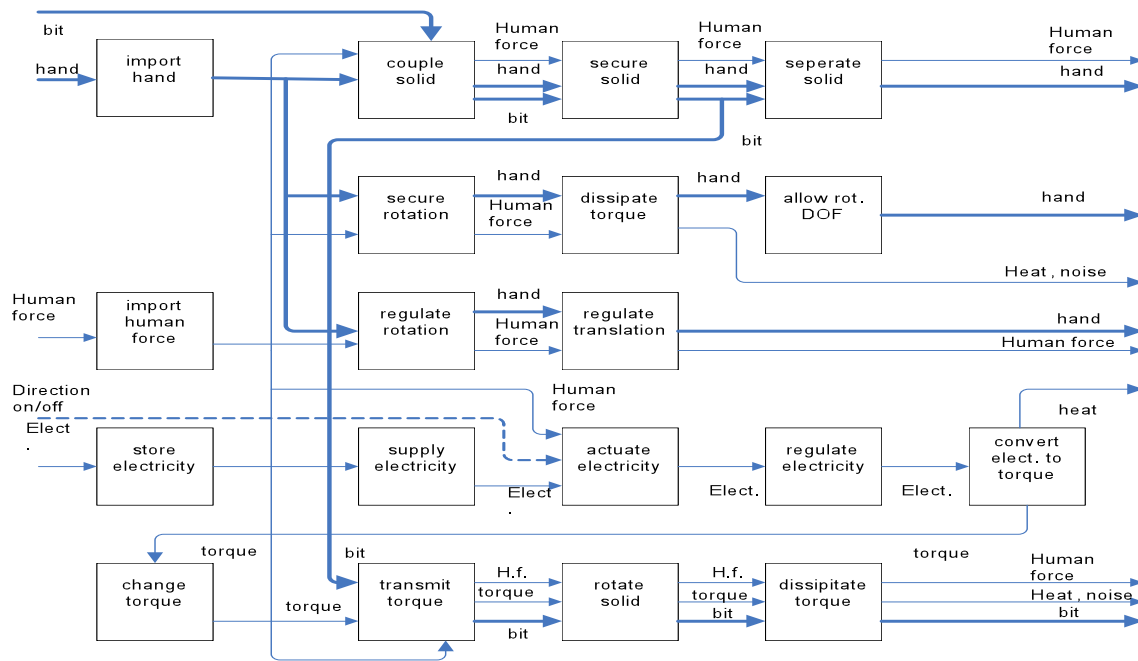 bit
hand
import
hand
couple
solid
Human
force
hand
bit
secure
solid
Human
force
hand
bit
seperate
solid
Human
force
hand
secure
rotation
hand
Human
force
dissipate
torque
hand
allow rot.
DOF
hand
Heat , noise
Human
force
import
human
force
regulate
rotation
hand
Human
force
regulate
translation
hand
Human force
Direction
on/off
Elect
.
store
electricity
supply
electricity
Human
force
Elect
.
actuate
electricity
Elect.
regulate
electricity
Elect.
convert
elect. to
torque
heat
torque
change
torque
torque
bit
transmit
torque
H.f.
torque
bit
rotate
solid
H.f.
torque
bit
dissipitate
torque
torque
Human
force
Heat , noise
bit